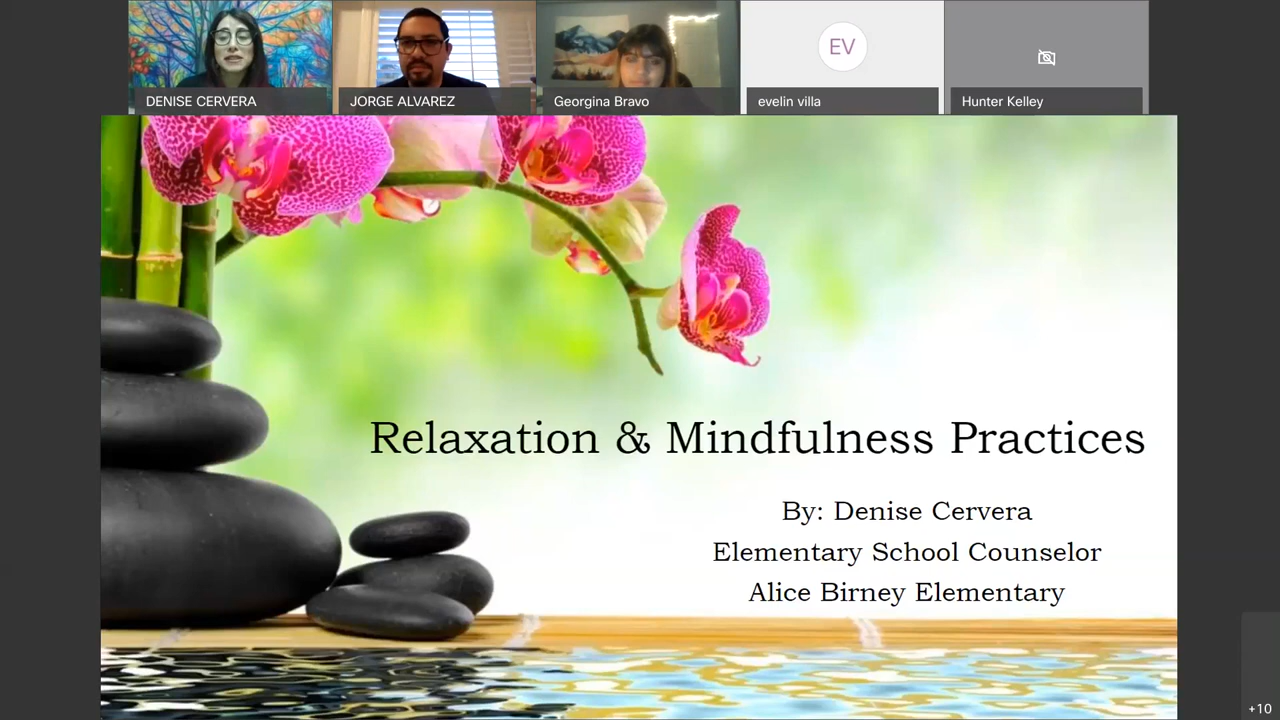 DENISE CERVERA
JORGE ALVAREZ
Georgina Bravo
EV
evelin villa
Hunter Kelley
Relaxation & Mindfulness Practices
By: Denise Cervera
Elementary School Counselor
Alice Birney Elementary
+10